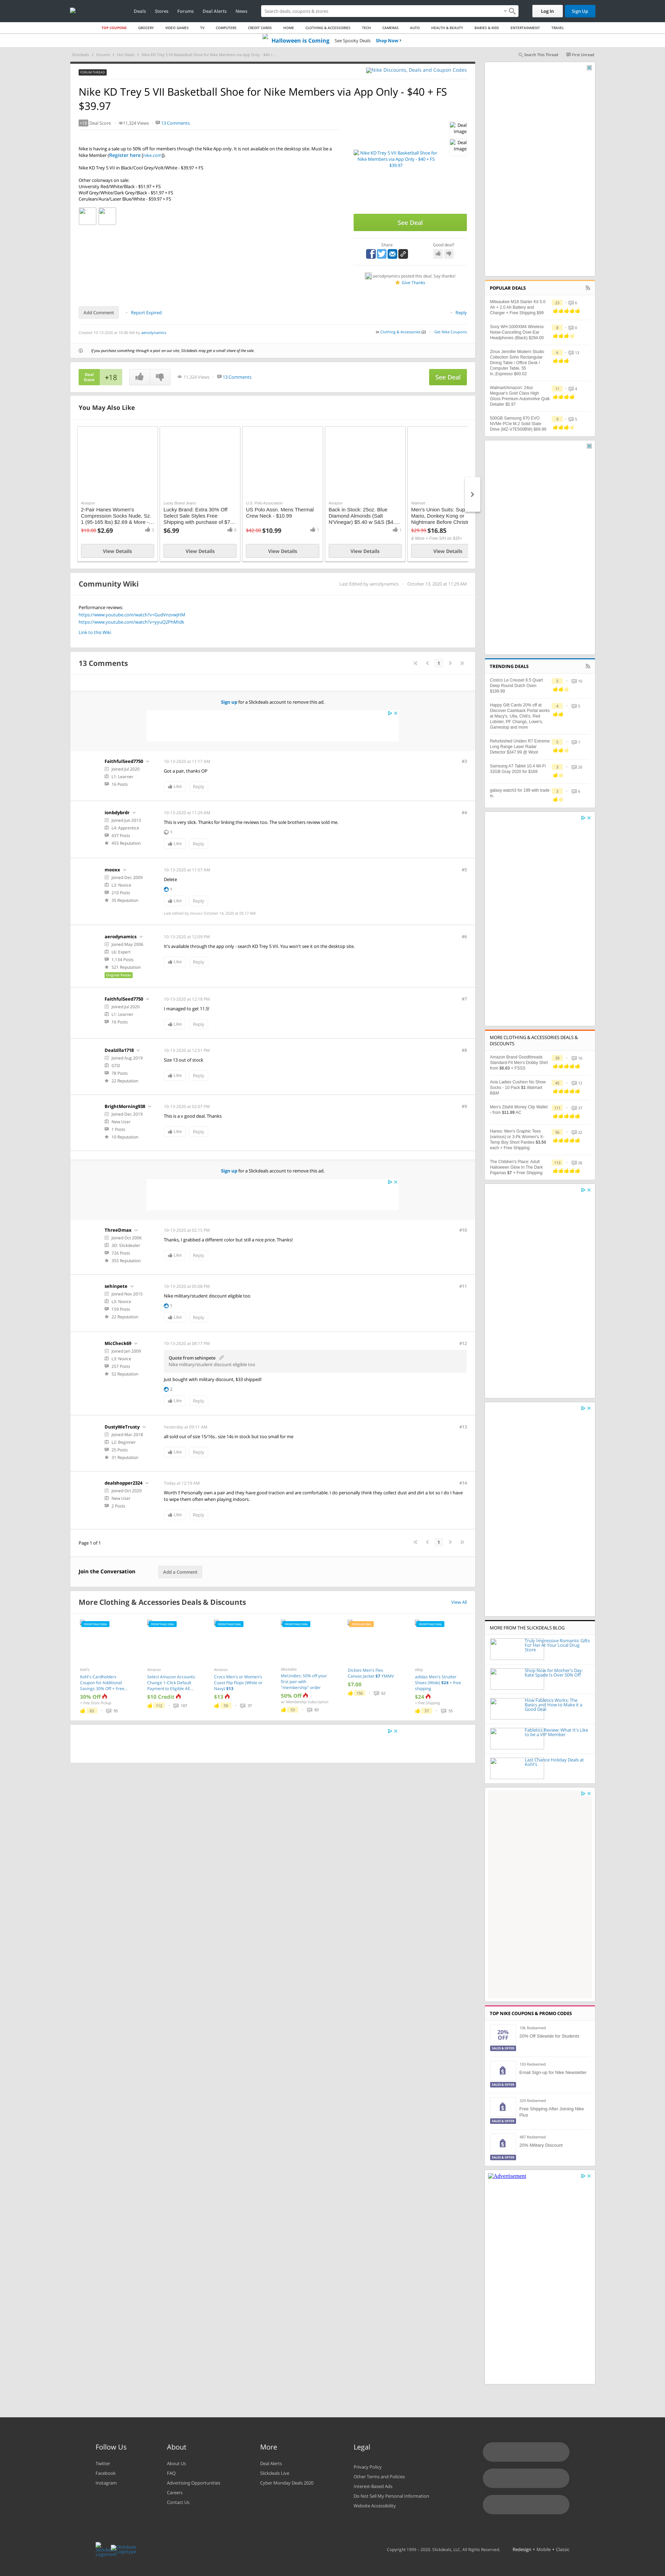 Deals Stores Forums Deal Alerts News
Search deals, coupons & stores
Log In
Sign Up
TOP COUPONS GROCERY VIDEO GAMES TV COMPUTERS CREDIT CARDS HOME CLOTHING & ACCESSORIES TECH CAMERAS AUTO HEALTH & BEAUTY BABIES & KIDS ENTERTAINMENT TRAVEL
Halloween is Coming See Spooky Deals Shop Now
Search This Thread
First Unread
FORUM THREAD
Nike Discounts, Deals and Coupon Codes
Nike KD Trey 5 VII Basketball Shoe for Nike Members via App Only - $40 + FS $39.97
+18 Deal Score
11,324 Views
13 Comments
Nike is having a sale up to 50% off for members through the Nike App only. It is not available on the desktop site. Must be a Nike Member (Register here [nike.com]).
Nike KD Trey 5 VII in Black/Cool Grey/Volt/White - $39.97 + FS
Other colorways on sale:
University Red/White/Black - $51.97 + FS
Wolf Grey/White/Dark Grey/Black - $51.97 + FS
Cerulean/Aura/Laser Blue/White - $59.97 + FS
Deal image
Deal image
Nike KD Trey 5 VII Basketball Shoe for Nike Members via App Only - $40 + FS $39.97
See Deal
Share
Good deal?
aerodynamics posted this deal. Say thanks!
Give Thanks
Add Comment
Report Expired
Reply
Created 10-13-2020 at 10:48 AM by aerodynamics
in Clothing & Accessories (2)
Get Nike Coupons
If you purchase something through a post on our site, Slickdeals may get a small share of the sale.
Deal Score +18
11,324 Views
13 Comments
See Deal
You May Also Like
Amazon
2-Pair Hanes Women's Compression Socks Nude, Sz. 1 (95-165 lbs) $2.69 & More -...
$10.00 $2.69
View Details
Lucky Brand Jeans
Lucky Brand: Extra 30% Off Select Sale Styles Free Shipping with purchase of $7...
$6.99
View Details
U.S. Polo Association
US Polo Assn. Mens Thermal Crew Neck - $10.99
$42.00 $10.99
View Details
Amazon
Back in Stock: 25oz. Blue Diamond Almonds (Salt N'Vinegar) $5.40 w S&S ($4....
View Details
Walmart
Men's Union Suits: Sup Mario, Donkey Kong or Nightmare Before Christ
$29.99 $16.85
& More + Free S/H on $35+
View Details
Community Wiki
Last Edited by aerodynamics
October 13, 2020 at 11:29 AM
Performance reviews:
https://www.youtube.com/watch?v=GudVnzvwjHM
https://www.youtube.com/watch?v=yyuQZPhMhdk
Link to this Wiki
13 Comments
1
Sign up for a Slickdeals account to remove this ad.
FaithfulSeed7750
Joined Jul 2020
L1: Learner
16 Posts
10-13-2020 at 11:17 AM
#3
Got a pair, thanks OP
Like
Reply
ionbdybrdr
Joined Jun 2013
L4: Apprentice
437 Posts
455 Reputation
10-13-2020 at 11:29 AM
#4
This is very slick. Thanks for linking the reviews too. The sole brothers review sold me.
1
Like
Reply
mooxx
Joined Dec 2009
L3: Novice
210 Posts
35 Reputation
10-13-2020 at 11:57 AM
#5
Delete
1
Like
Reply
Last edited by mooxx October 14, 2020 at 05:17 AM
aerodynamics
Joined May 2006
L6: Expert
1,134 Posts
521 Reputation
Original Poster
10-13-2020 at 12:09 PM
#6
It's available through the app only - search KD Trey 5 VII. You won't see it on the desktop site.
Like
Reply
FaithfulSeed7750
Joined Jul 2020
L1: Learner
16 Posts
10-13-2020 at 12:18 PM
#7
I managed to get 11.5!
Like
Reply
Dealzilla1718
Joined Aug 2019
GTD
78 Posts
22 Reputation
10-13-2020 at 12:51 PM
#8
Size 13 out of stock
Like
Reply
BrightMorning938
Joined Dec 2019
New User
1 Posts
10 Reputation
10-13-2020 at 02:07 PM
#9
This is a v good deal. Thanks
Like
Reply
Sign up for a Slickdeals account to remove this ad.
ThreeDmax
Joined Oct 2006
3D: Slickdealer
726 Posts
355 Reputation
10-13-2020 at 02:15 PM
#10
Thanks, I grabbed a different color but still a nice price. Thanks!
Like
Reply
sehinpete
Joined Nov 2015
L3: Novice
159 Posts
22 Reputation
10-13-2020 at 05:08 PM
#11
Nike military/student discount eligible too
1
Like
Reply
MicCheck69
Joined Jan 2009
L3: Novice
257 Posts
52 Reputation
10-13-2020 at 08:17 PM
#12
Quote from sehinpete
Nike military/student discount eligible too
Just bought with military discount, $33 shipped!
2
Like
Reply
DustyWeTrusty
Joined Mar 2018
L2: Beginner
25 Posts
31 Reputation
Yesterday at 09:11 AM
#13
all sold out of size 15/16s.. size 14s in stock but too small for me
Like
Reply
dealshopper2324
Joined Oct 2020
New User
2 Posts
Today at 12:19 AM
#14
Worth !! Personally own a pair and they have good traction and are comfortable. I do personally think they collect dust and dirt a lot so u do i have to wipe them often when playing indoors.
Like
Reply
Page 1 of 1
1
Join the Conversation
Add a Comment
More Clothing & Accessories Deals & Discounts
View All
Kohl's
Kohl's Cardholders Coupon for Additional Savings: 30% Off + Free...
30% Off
+ Free Store Pickup
Amazon
Select Amazon Accounts: Change 1-Click Default Payment to Eligible AE...
$10 Credit
Amazon
Crocs Men's or Women's Coast Flip Flops (White or Navy) $13
$13
MeUndies
MeUndies: 50% off your first pair with "membership" order
50% Off
w/ Membership Subscription
Dickies Men's Flex Canvas Jacket $7 YMMV
$7.00
eBay
adidas Men's Strutter Shoes (Wide) $24 + free shipping
$24
+ Free Shipping
POPULAR DEALS
Milwaukee M18 Starter Kit 5.0 Ah + 2.0 Ah Battery and Charger + Free Shipping $99
Sony WH-1000XM4 Wireless Noise-Cancelling Over-Ear Headphones (Black) $294.00
Zinus Jennifer Modern Studio Collection Soho Rectangular Dining Table / Office Desk / Computer Table, 55 In.,Espresso $60.02
Walmart/Amazon: 24oz Meguiar's Gold Class High Gloss Premium Automotive Quik Detailer $5.97
500GB Samsung 970 EVO NVMe PCIe M.2 Solid State Drive (MZ-V7E500BW) $69.99
TRENDING DEALS
Costco Le Creuset 6.5 Quart Deep Round Dutch Oven $199.99
Happy Gift Cards 20% off at Discover Cashback Portal works at Macy's, Ulta, Chili's, Red Lobster, PF Change, Lowe's, Gamestop and more
Refurbished Uniden R7 Extreme Long Range Laser Radar Detector $347.99 @ Woot
Samsung A7 Tablet 10.4 Wi-Fi 32GB Gray 2020 for $169
galaxy watch3 for 189 with trade in.
MORE CLOTHING & ACCESSORIES DEALS & DISCOUNTS
Amazon Brand Goodthreads Standard-Fit Men's Dobby Shirt from $6.63 + FSSS
Avia Ladies Cushion No Show Socks - 10 Pack $1 Walmart B&M
Men's Zitahli Money Clip Wallet - from $11.99 AC
Hanes: Men's Graphic Tees (various) or 3-Pk Women's X-Temp Boy Short Panties $3.50 each + Free Shipping
The Children's Place: Adult Halloween Glow In The Dark Pajamas $7 + Free Shipping
MORE FROM THE SLICKDEALS BLOG
Truly Impressive Romantic Gifts For Her At Your Local Drug Store
Shop Now for Mother's Day: Kate Spade Is Over 50% Off
How Fabletics Works: The Basics and How to Make it a Good Deal
Fabletics Review: What It's Like to be a VIP Member
Last Chance Holiday Deals at Kohl's
TOP NIKE COUPONS & PROMO CODES
20% OFF
SALES & OFFER
20% Off Sitewide for Students
SALES & OFFER
Email Sign-up for Nike Newsletter
SALES & OFFER
Free Shipping After Joining Nike Plus
SALES & OFFER
20% Military Discount
Advertisement
Follow Us
Twitter
Facebook
Instagram
About
About Us
FAQ
Advertising Opportunities
Careers
Contact Us
More
Deal Alerts
Slickdeals Live
Cyber Monday Deals 2020
Legal
Privacy Policy
Other Terms and Policies
Interest-Based Ads
Do Not Sell My Personal Information
Website Accessibility
Copyright 1999 - 2020. Slickdeals, LLC. All Rights Reserved.
Redesign • Mobile • Classic